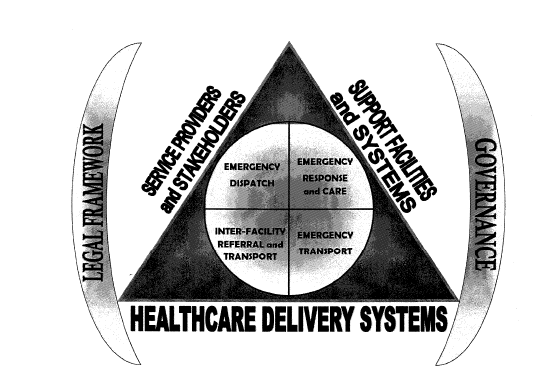 LEGAL FRAMEWORK
SERVICE PROVIDERS
and STAKEHOLDERS
SUPPORT FACILITIES
and SYSTEMS
GOVERNANCE
EMERGENCY
DISPATCH
EMERGENCY
RESPONSE
and CARE
INTER-FACILITY
REFERRAL and
TRANSPORT
EMERGENCY
TRANSPORT
HEALTHCARE DELIVERY SYSTEMS